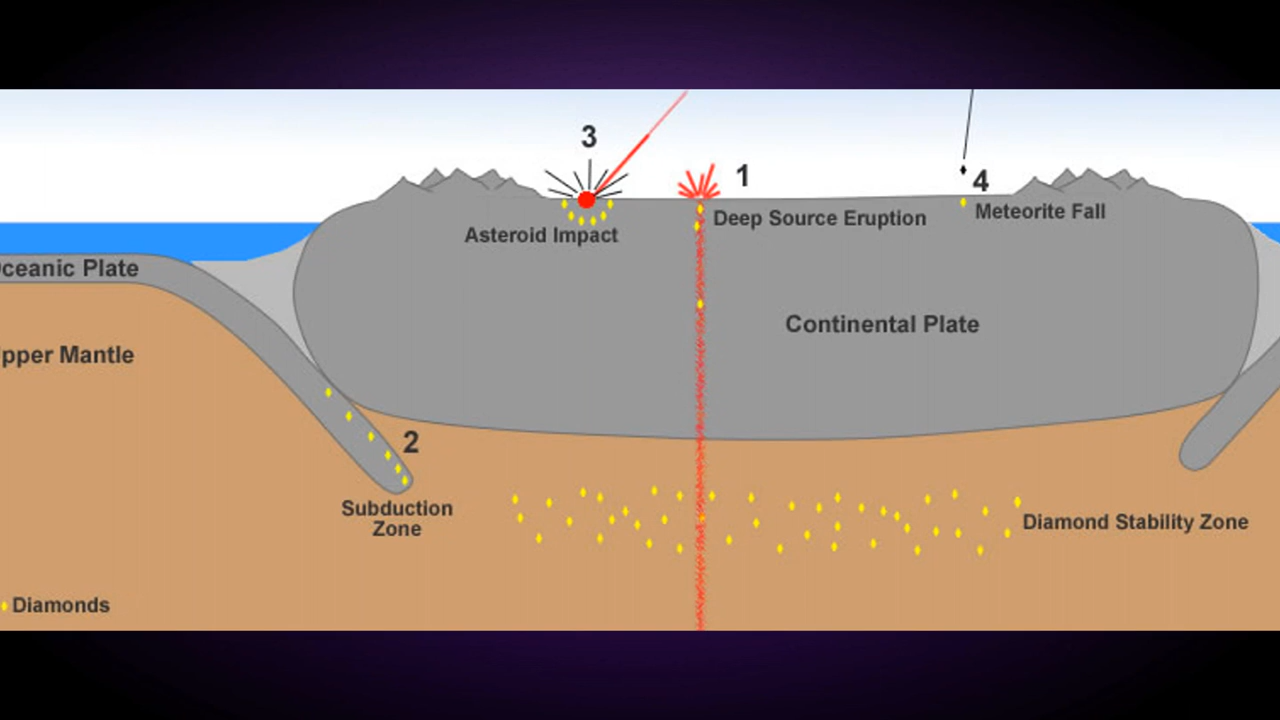 3
1
4
Meteorite Fall
Deep Source Eruption
Asteroid Impact
ceanic Plate
Continental Plate
pper Mantle
2
Subduction
Zone
Diamond Stability Zone
Diamonds